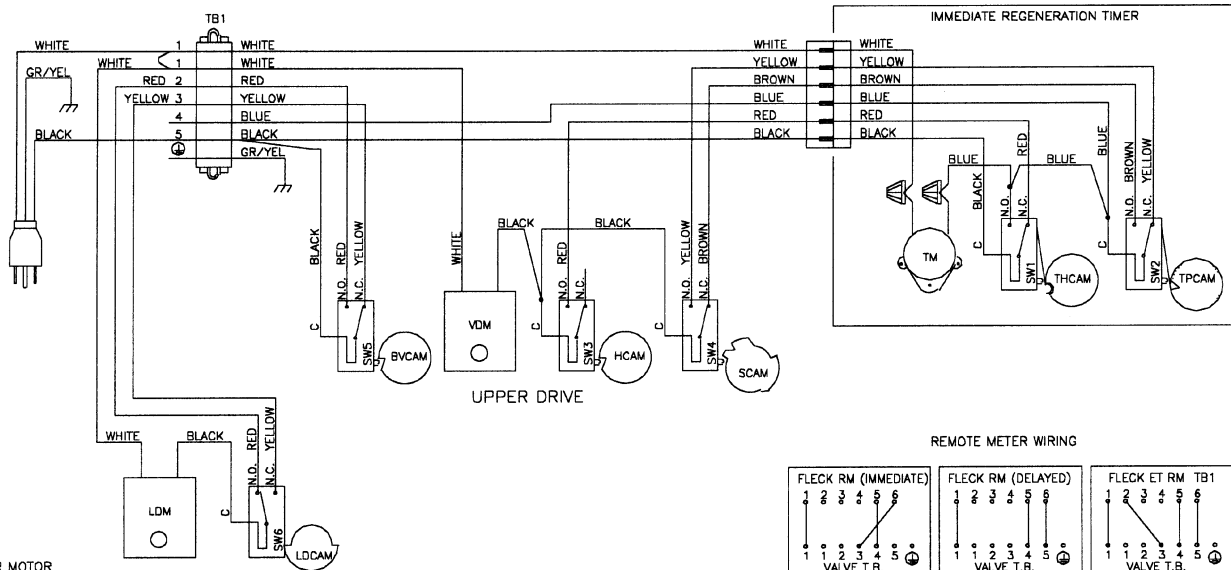 TB1
IMMEDIATE REGENERATION TIMER
WHITE 1 WHITE WHITE WHITE
WHITE 1 WHITE YELLOW YELLOW
GR/YEL RED 2 RED BROWN BROWN
YELLOW 3 YELLOW BLUE BLUE
4 BLUE RED RED
BLACK 5 BLACK BLACK BLACK
GR/YEL
BLUE BLACK RED BLUE BLUE BROWN YELLOW
N.O. N.C. N.O. N.C.
C C
TM SW1 THCAM SW2 TPCAM
BLACK RED YELLOW WHITE BLACK RED BLACK YELLOW BROWN
N.O. N.C. N.O. N.C. N.O. N.C.
C C C
SW5 BVCAM VDM SW3 HCAM SW4 SCAM
UPPER DRIVE
WHITE BLACK RED YELLOW
N.O. N.C.
C
LDM SW6 LDCAM
R MOTOR
REMOTE METER WIRING
FLECK RM (IMMEDIATE)
1 2 3 4 5 6
1 1 2 3 4 5
VALVE T.B.
FLECK RM (DELAYED)
1 2 3 4 5 6
1 1 2 3 4 5
VALVE T.B.
FLECK ET RM TB1
1 2 3 4 5 6
1 1 2 3 4 5
VALVE T.B.